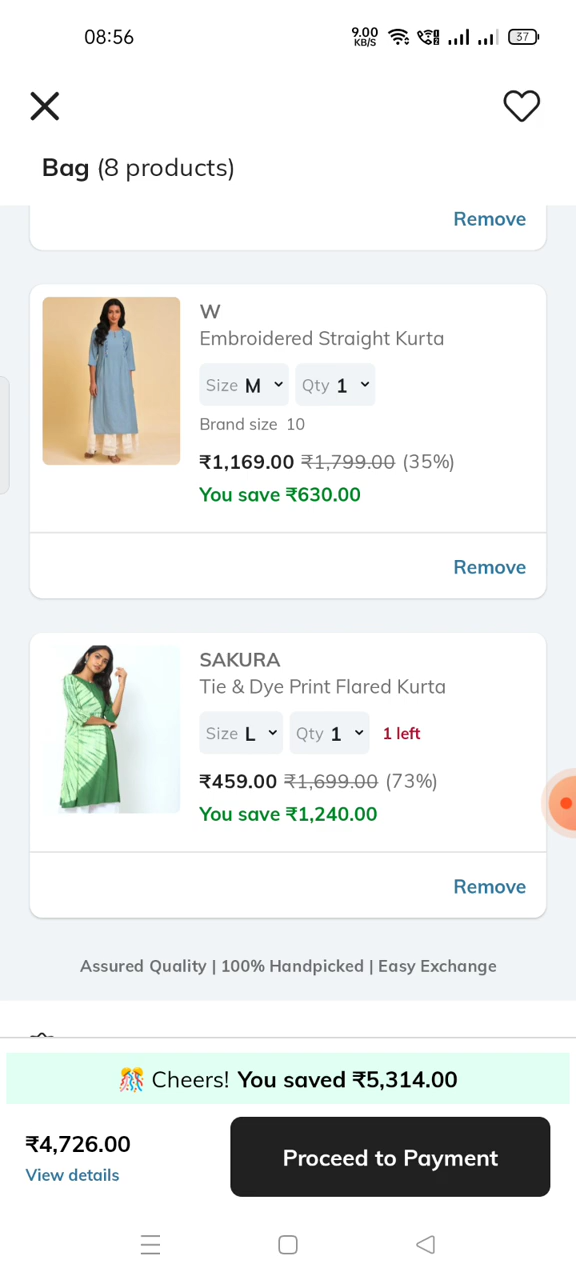 08:56
9.00
KB/S
37
Bag (8 products)
Remove
W
Embroidered Straight Kurta
Size M Qty 1
Brand size 10
₹1,169.00 ₹1,799.00 (35%)
You save ₹630.00
Remove
SAKURA
Tie & Dye Print Flared Kurta
Size L Qty 1 1 left
₹459.00 ₹1,699.00 (73%)
You save ₹1,240.00
Remove
Assured Quality | 100% Handpicked | Easy Exchange
Cheers! You saved ₹5,314.00
₹4,726.00
View details
Proceed to Payment